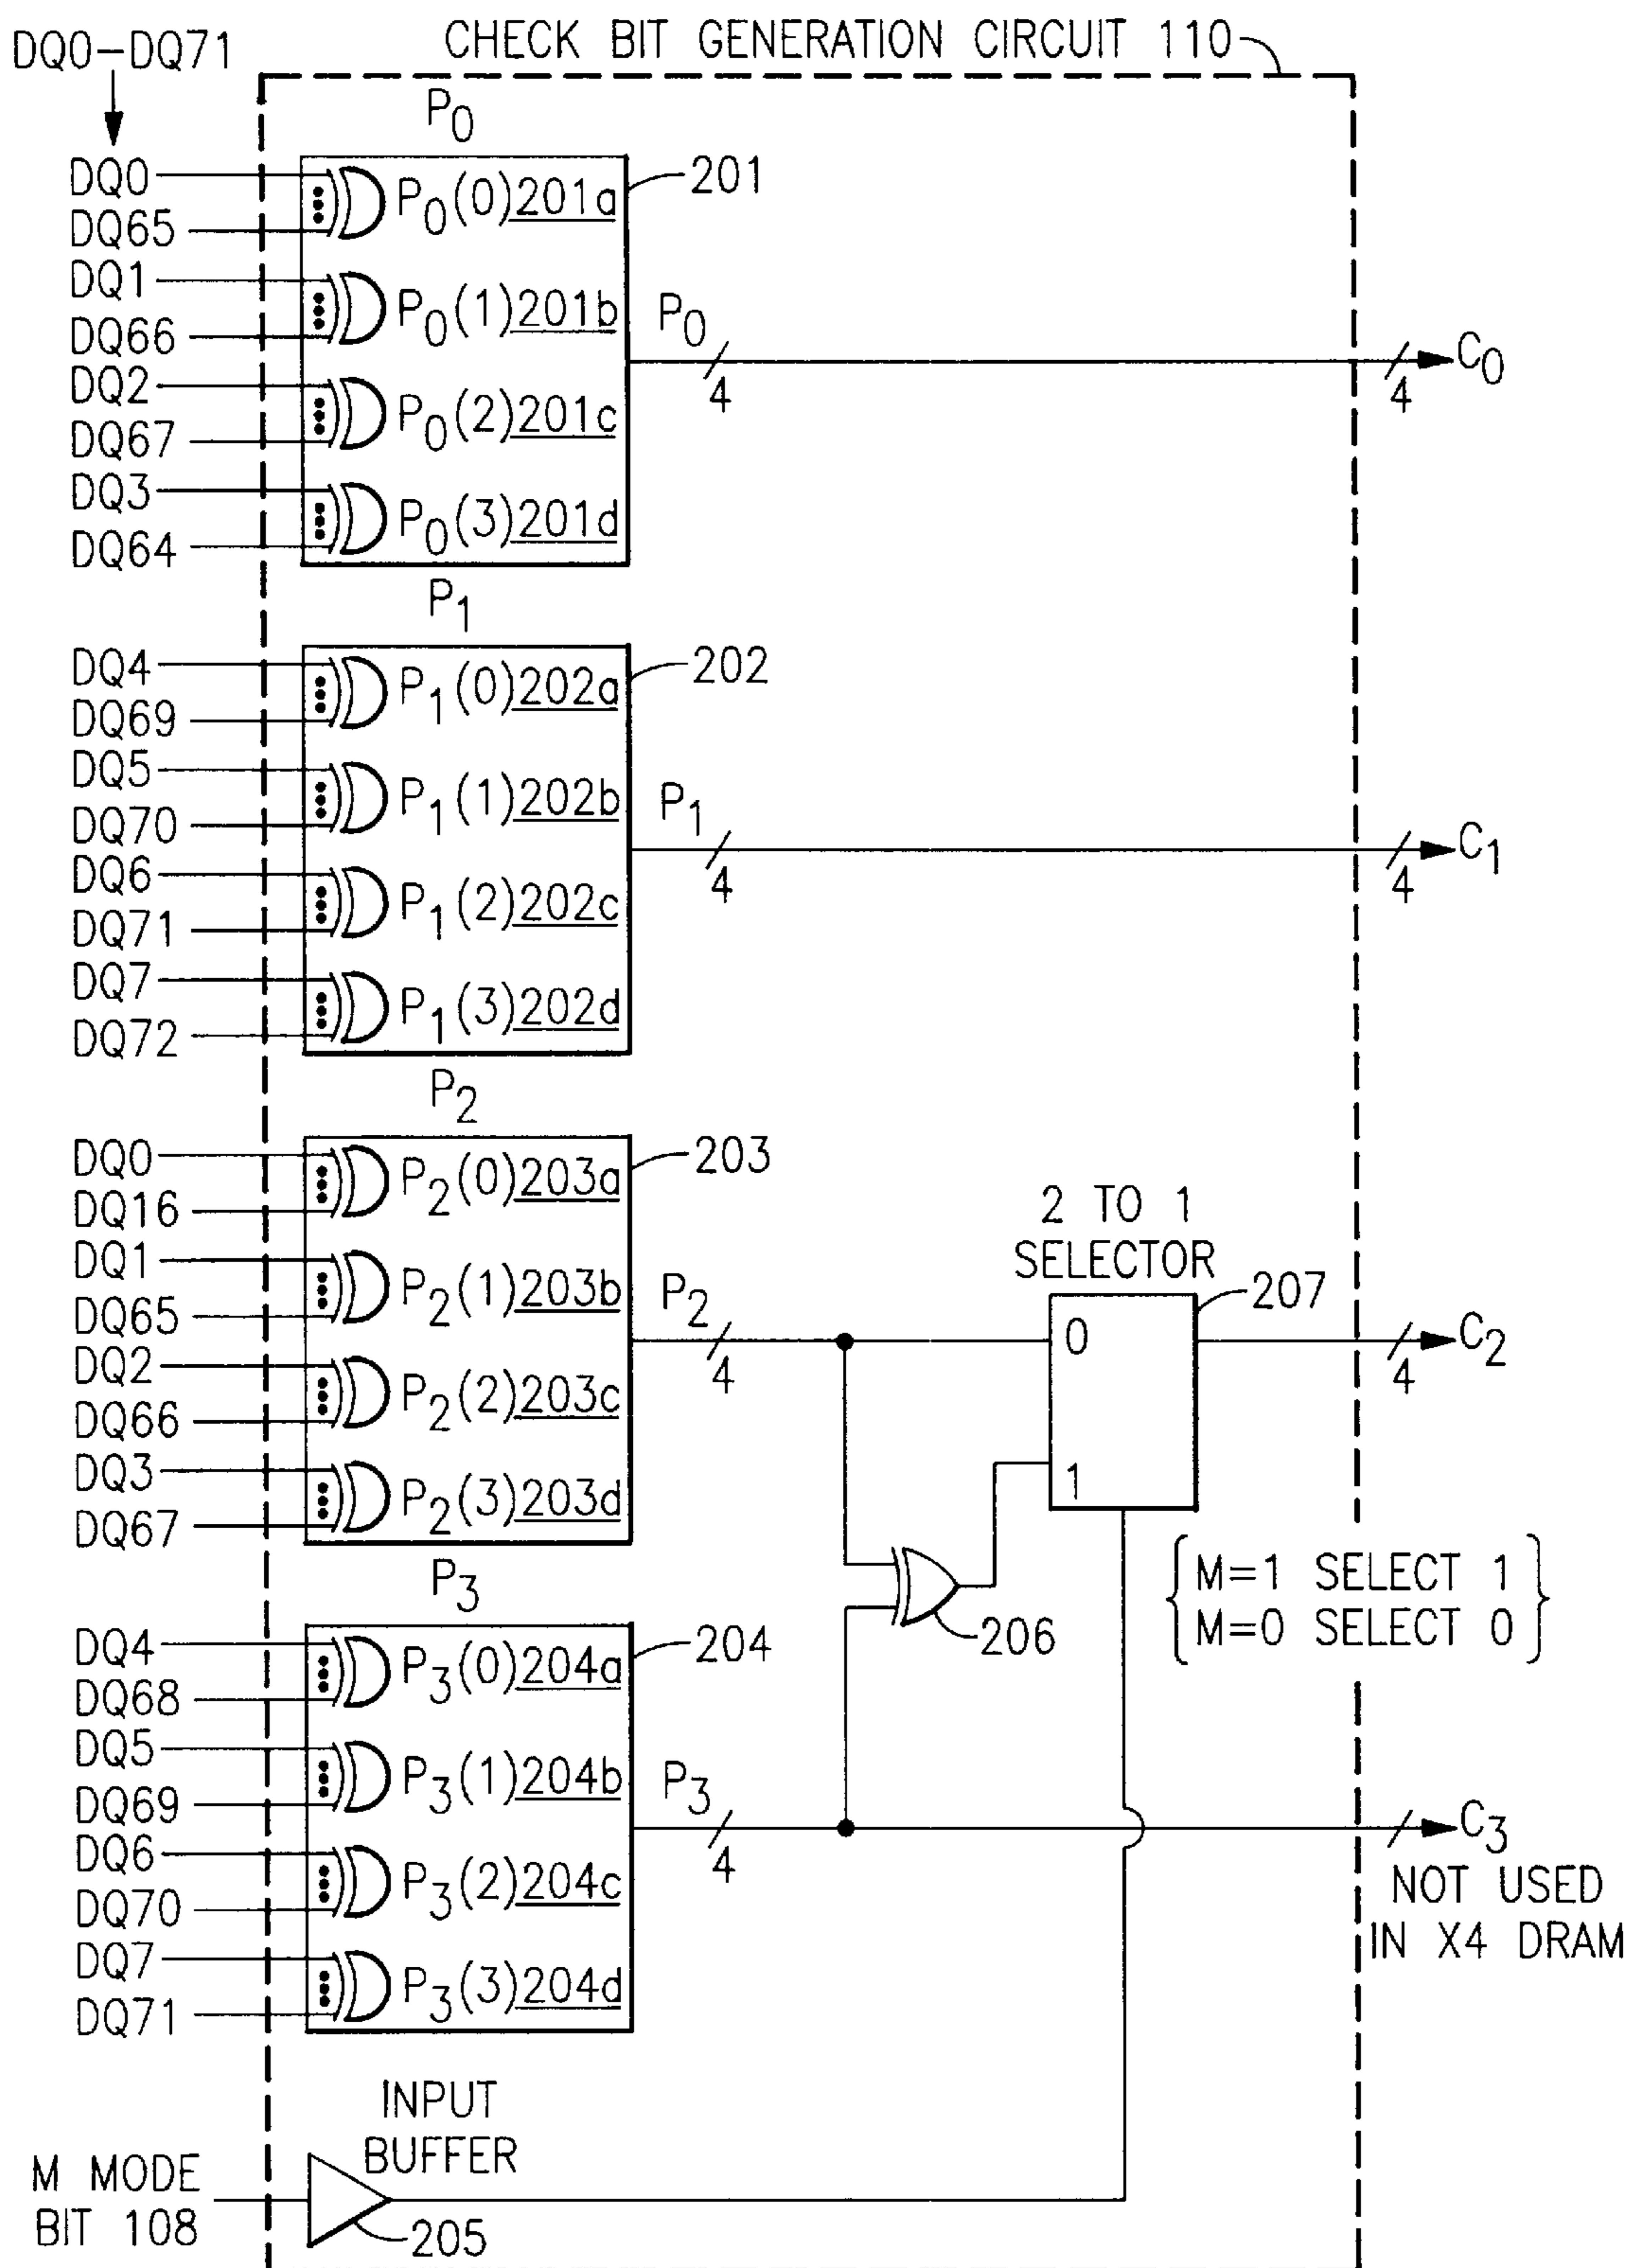 CHECK BIT GENERATION CIRCUIT 110
DQ0-DQ71
P0
DQ0
DQ65
P0(0)201a
201
DQ1
DQ66
P0(1)201b
P0
4
C0
4
DQ2
DQ67
P0(2)201c
DQ3
DQ64
P0(3)201d
P1
DQ4
DQ69
P1(0)202a
202
DQ5
DQ70
P1(1)202b
P1
4
C1
4
DQ6
DQ71
P1(2)202c
DQ7
DQ72
P1(3)202d
P2
DQ0
DQ16
P2(0)203a
203
DQ1
DQ65
P2(1)203b
P2
4
2 TO 1
SELECTOR
207
0
1
C2
4
DQ2
DQ66
P2(2)203c
DQ3
DQ67
P2(3)203d
206
M=1 SELECT 1
M=0 SELECT 0
P3
DQ4
DQ68
P3(0)204a
204
DQ5
DQ69
P3(1)204b
P3
4
C3
NOT USED
IN X4 DRAM
DQ6
DQ70
P3(2)204c
DQ7
DQ71
P3(3)204d
INPUT
BUFFER
M MODE
BIT 108
205